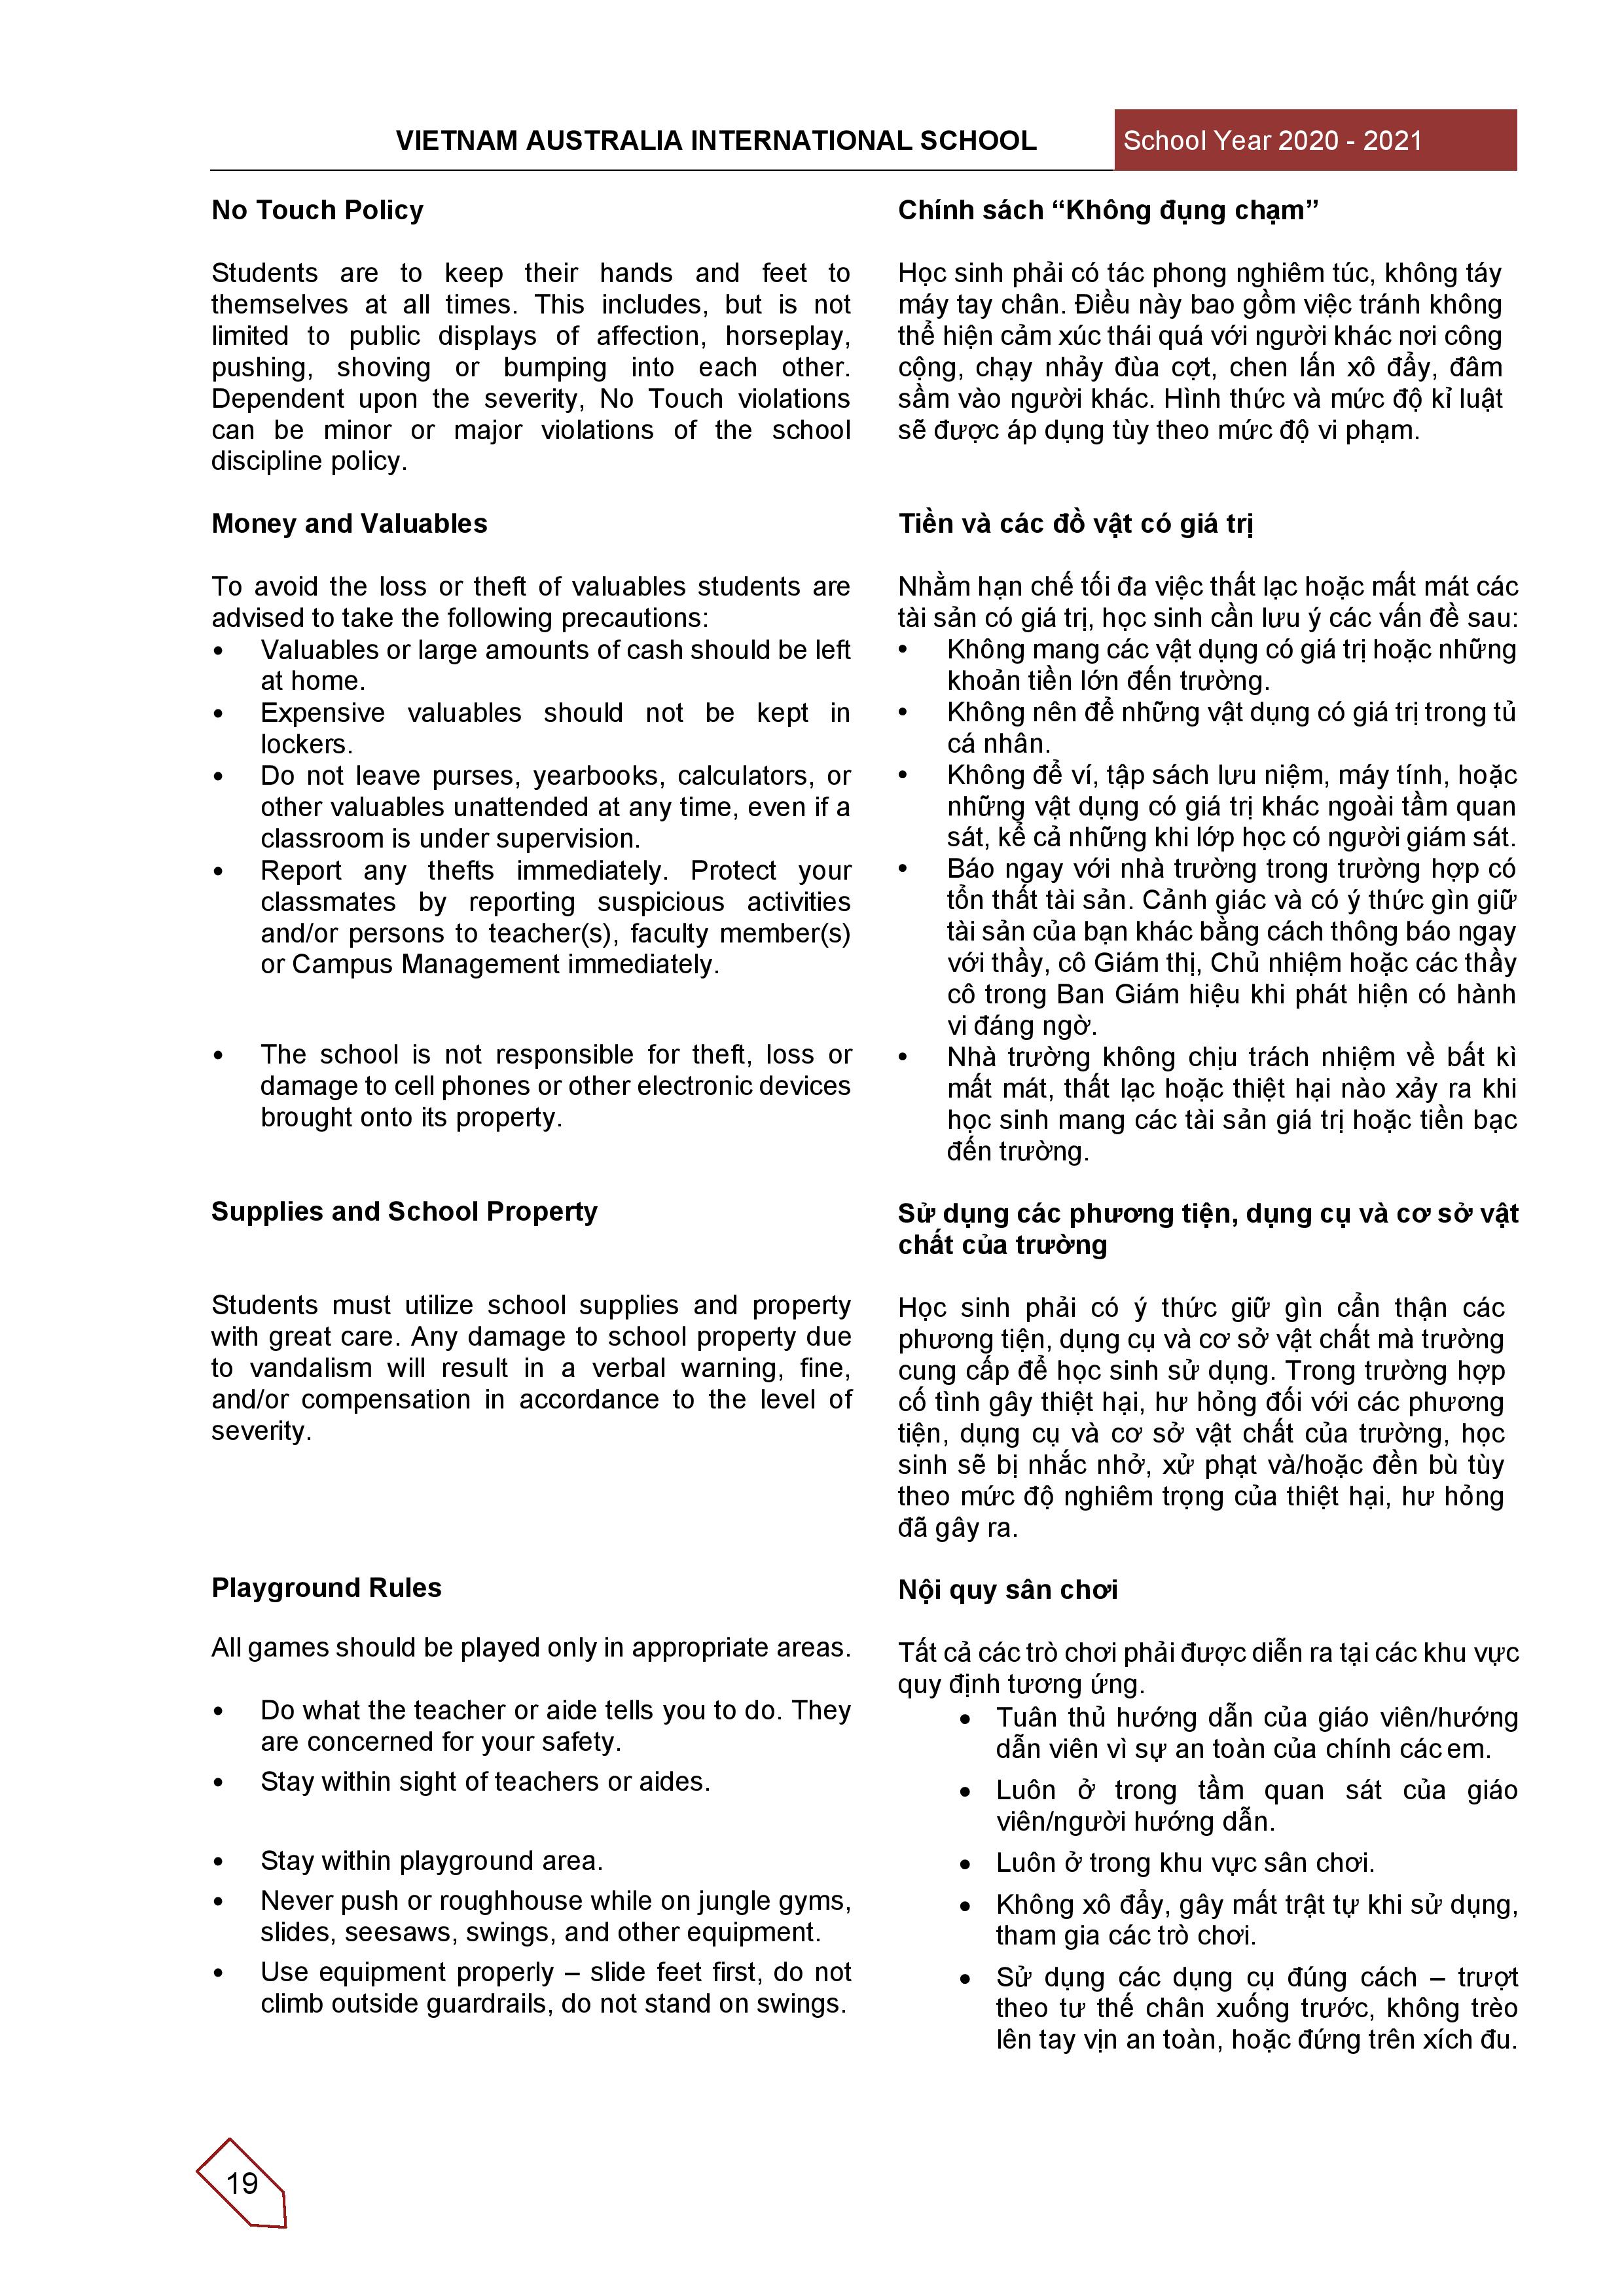 VIETNAM AUSTRALIA INTERNATIONAL SCHOOL
School Year 2020 - 2021
No Touch Policy
Students are to keep their hands and feet to
themselves at all times. This includes, but is not
limited to public displays of affection, horseplay,
pushing, shoving or bumping into each other.
Dependent upon the severity, No Touch violations
can be minor or major violations of the school
discipline policy.
Chính sách “Không đụng chạm”
Học sinh phải có tác phong nghiêm túc, không táy
máy tay chân. Điều này bao gồm việc tránh không
thể hiện cảm xúc thái quá với người khác nơi công
cộng, chạy nhảy đùa cợt, chen lấn xô đẩy, đâm
sầm vào người khác. Hình thức và mức độ kỉ luật
sẽ được áp dụng tùy theo mức độ vi phạm.
Money and Valuables
To avoid the loss or theft of valuables students are
advised to take the following precautions:
• Valuables or large amounts of cash should be left
at home.
• Expensive valuables should not be kept in
lockers.
• Do not leave purses, yearbooks, calculators, or
other valuables unattended at any time, even if a
classroom is under supervision.
• Report any thefts immediately. Protect your
classmates by reporting suspicious activities
and/or persons to teacher(s), faculty member(s)
or Campus Management immediately.
• The school is not responsible for theft, loss or
damage to cell phones or other electronic devices
brought onto its property.
Tiền và các đồ vật có giá trị
Nhằm hạn chế tối đa việc thất lạc hoặc mất mát các
tài sản có giá trị, học sinh cần lưu ý các vấn đề sau:
• Không mang các vật dụng có giá trị hoặc những
khoản tiền lớn đến trường.
• Không nên để những vật dụng có giá trị trong tủ
cá nhân.
• Không để ví, tập sách lưu niệm, máy tính, hoặc
những vật dụng có giá trị khác ngoài tầm quan
sát, kể cả những khi lớp học có người giám sát.
• Báo ngay với nhà trường trong trường hợp có
tổn thất tài sản. Cảnh giác và có ý thức gìn giữ
tài sản của bạn khác bằng cách thông báo ngay
với thầy, cô Giám thị, Chủ nhiệm hoặc các thầy
cô trong Ban Giám hiệu khi phát hiện có hành
vi đáng ngờ.
• Nhà trường không chịu trách nhiệm về bất kì
mất mát, thất lạc hoặc thiệt hại nào xảy ra khi
học sinh mang các tài sản giá trị hoặc tiền bạc
đến trường.
Supplies and School Property
Students must utilize school supplies and property
with great care. Any damage to school property due
to vandalism will result in a verbal warning, fine,
and/or compensation in accordance to the level of
severity.
Sử dụng các phương tiện, dụng cụ và cơ sở vật
chất của trường
Học sinh phải có ý thức giữ gìn cẩn thận các
phương tiện, dụng cụ và cơ sở vật chất mà trường
cung cấp để học sinh sử dụng. Trong trường hợp
cố tình gây thiệt hại, hư hỏng đối với các phương
tiện, dụng cụ và cơ sở vật chất của trường, học
sinh sẽ bị nhắc nhở, xử phạt và/hoặc đền bù tùy
theo mức độ nghiêm trọng của thiệt hại, hư hỏng
đã gây ra.
Playground Rules
All games should be played only in appropriate areas.
• Do what the teacher or aide tells you to do. They
are concerned for your safety.
• Stay within sight of teachers or aides.
• Stay within playground area.
• Never push or roughhouse while on jungle gyms,
slides, seesaws, swings, and other equipment.
• Use equipment properly – slide feet first, do not
climb outside guardrails, do not stand on swings.
Nội quy sân chơi
Tất cả các trò chơi phải được diễn ra tại các khu vực
quy định tương ứng.
• Tuân thủ hướng dẫn của giáo viên/hướng
dẫn viên vì sự an toàn của chính các em.
• Luôn ở trong tầm quan sát của giáo
viên/người hướng dẫn.
• Luôn ở trong khu vực sân chơi.
• Không xô đẩy, gây mất trật tự khi sử dụng,
tham gia các trò chơi.
• Sử dụng các dụng cụ đúng cách – trượt
theo tư thế chân xuống trước, không trèo
lên tay vịn an toàn, hoặc đứng trên xích đu.
19